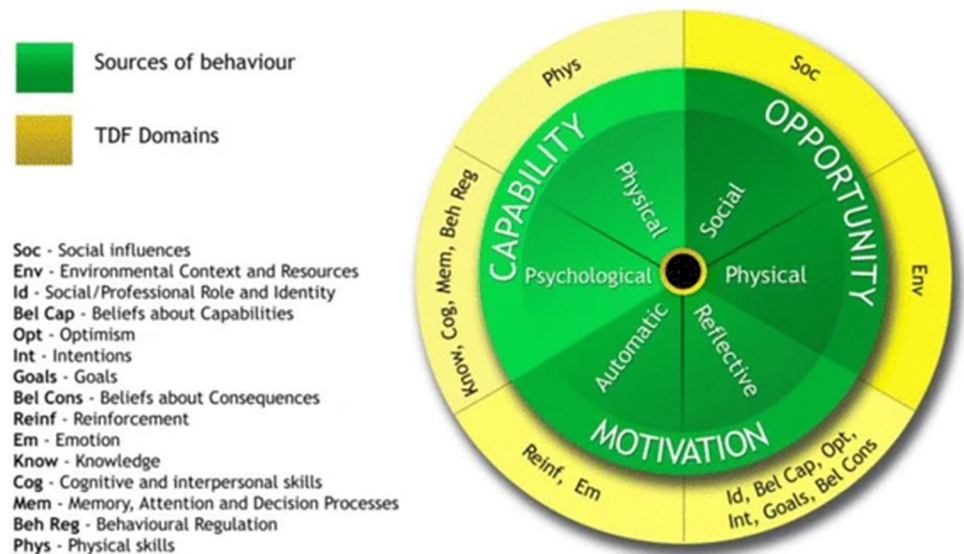 Sources of behaviour
TDF Domains
Soc - Social influences
Env - Environmental Context and Resources
Id - Social/Professional Role and Identity
Bel Cap - Beliefs about Capabilities
Opt - Optimism
Int - Intentions
Goals - Goals
Bel Cons - Beliefs about Consequences
Reinf - Reinforcement
Em - Emotion
Know - Knowledge
Cog - Cognitive and interpersonal skills
Mem - Memory, Attention and Decision Processes
Beh Reg - Behavioural Regulation
Phys - Physical skills
Phys
Soc
Env
Id, Bel Cap, Opt,
Int, Goals, Bel Cons
Reinf, Em
Know, Cog, Mem, Beh Reg
CAPABILITY
OPPORTUNITY
MOTIVATION
Physical
Social
Psychological
Physical
Automatic
Reflective